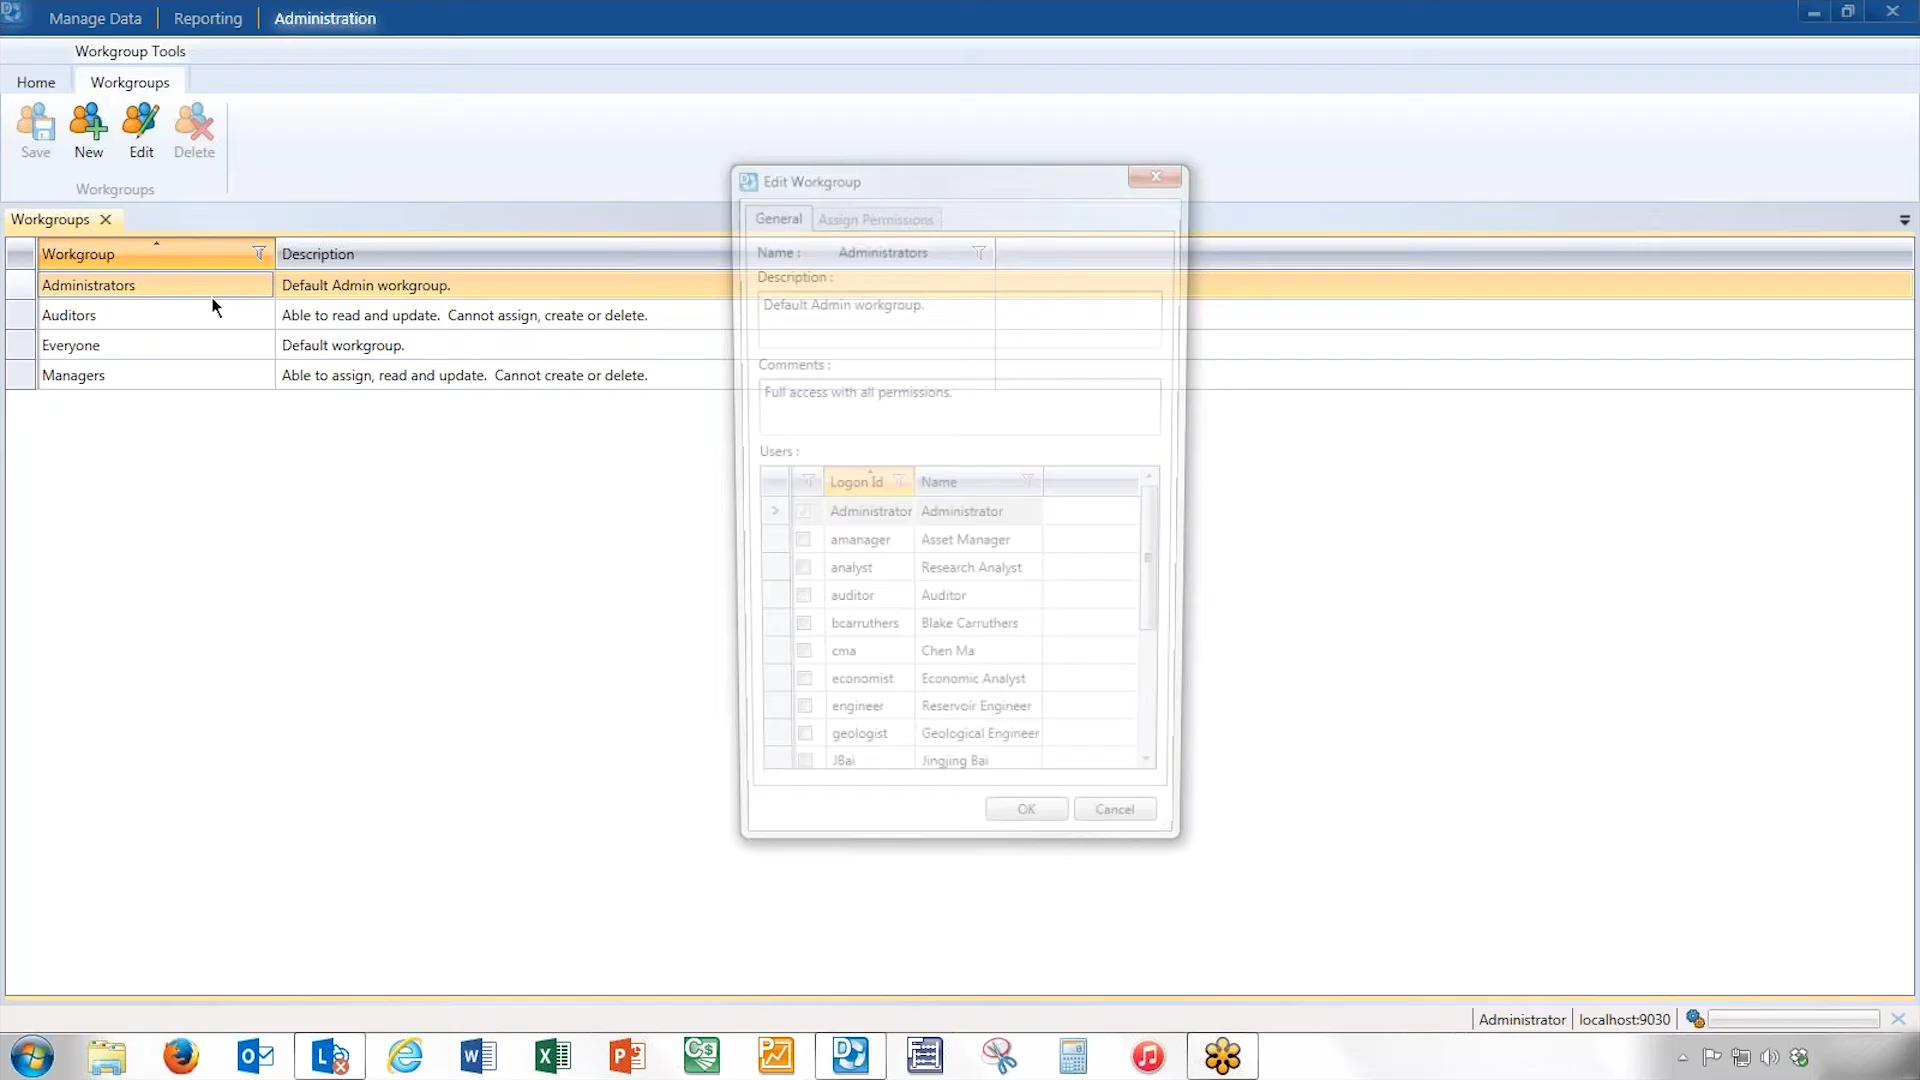 Manage Data Reporting Administration
Workgroup Tools
Home Workgroups
Save New Edit Delete
Workgroups
Workgroups
Workgroup Description
Administrators Default Admin workgroup.
Auditors Able to read and update. Cannot assign, create or delete.
Everyone Default workgroup.
Managers Able to assign, read and update. Cannot create or delete.
Edit Workgroup
General Assign Permissions
Name : Administrators
Description :
Default Admin workgroup.
Comments :
Full access with all permissions.
Users :
Logon Id Name
Administrator Administrator
amanager Asset Manager
analyst Research Analyst
auditor Auditor
bcarruthers Blake Carruthers
cma Chen Ma
economist Economic Analyst
engineer Reservoir Engineer
geologist Geological Engineer
JBai Jingjing Bai
OK Cancel
Administrator localhost:9030